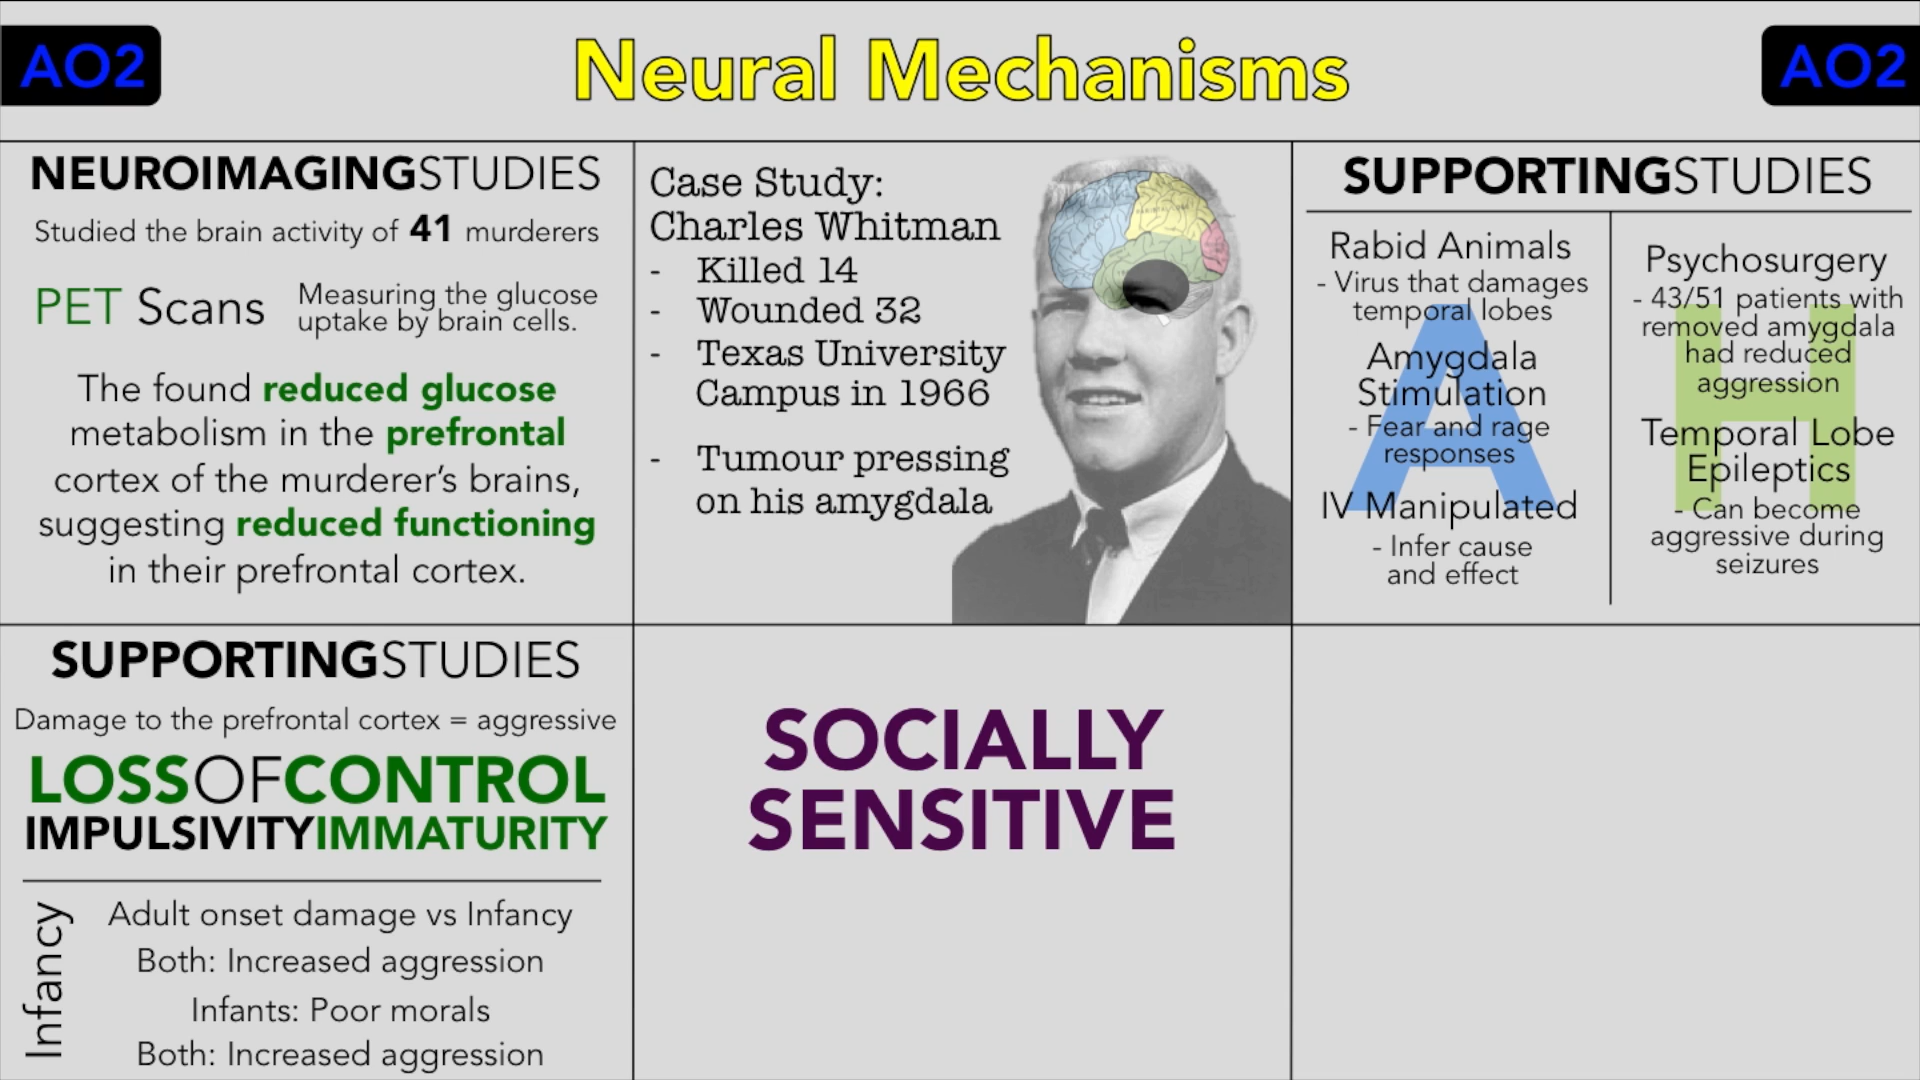 AO2
Neural Mechanisms
AO2
NEUROIMAGINGSTUDIES
Studied the brain activity of 41 murderers
PET Scans
Measuring the glucose
uptake by brain cells.
The found reduced glucose
metabolism in the prefrontal
cortex of the murderer's brains,
suggesting reduced functioning
in their prefrontal cortex.
Case Study:
Charles Whitman
- Killed 14
- Wounded 32
- Texas University
Campus in 1966
- Tumour pressing
on his amygdala
SUPPORTINGSTUDIES
A
Rabid Animals
- Virus that damages
temporal lobes
Amygdala
Stimulation
- Fear and rage
responses
IV Manipulated
- Infer cause
and effect
H
Psychosurgery
- 43/51 patients with
removed amygdala
had reduced
aggression
Temporal Lobe
Epileptics
- Can become
aggressive during
seizures
SUPPORTINGSTUDIES
Damage to the prefrontal cortex = aggressive
LOSSOFCONTROL
IMPULSIVITYIMMATURITY
Infancy
Adult onset damage vs Infancy
Both: Increased aggression
Infants: Poor morals
Both: Increased aggression
SOCIALLY
SENSITIVE